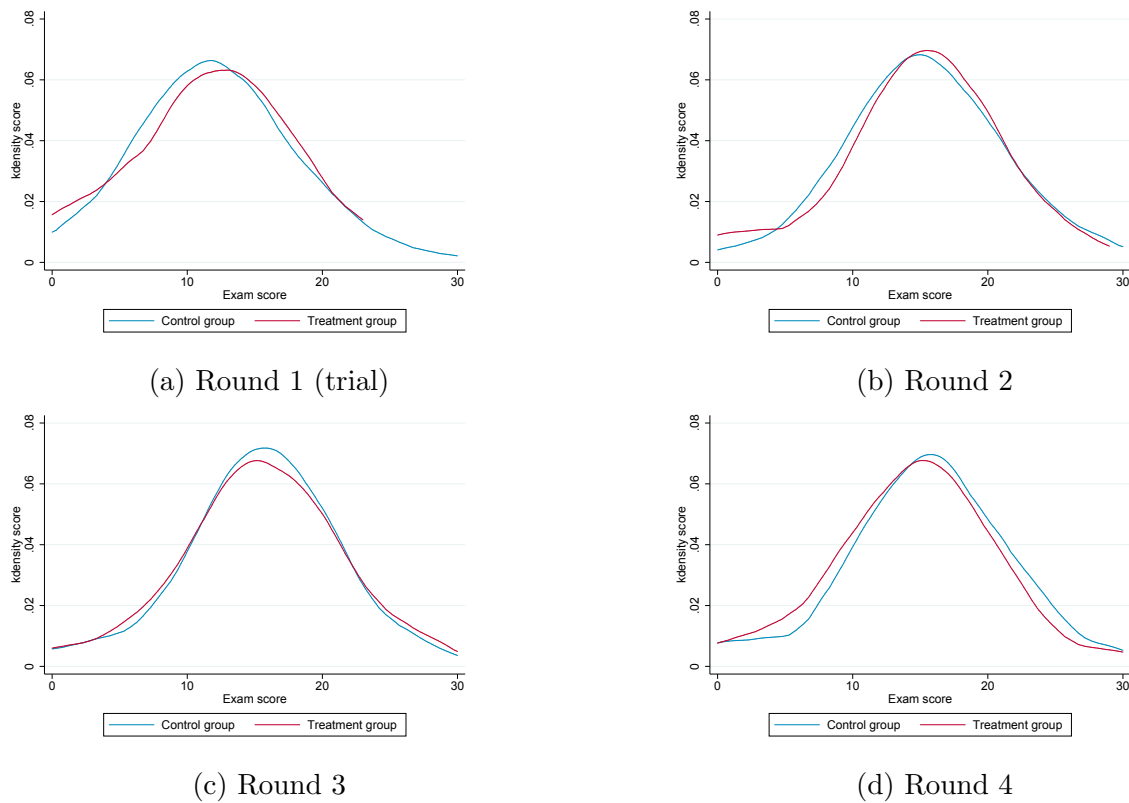 .08
.06
.04
.02
0
kdensity score
0 10 20 30
Exam score
Control group Treatment group
(a) Round 1 (trial)
.08
.06
.04
.02
0
kdensity score
0 10 20 30
Exam score
Control group Treatment group
(b) Round 2
.08
.06
.04
.02
0
kdensity score
0 10 20 30
Exam score
Control group Treatment group
(c) Round 3
.08
.06
.04
.02
0
kdensity score
0 10 20 30
Exam score
Control group Treatment group
(d) Round 4